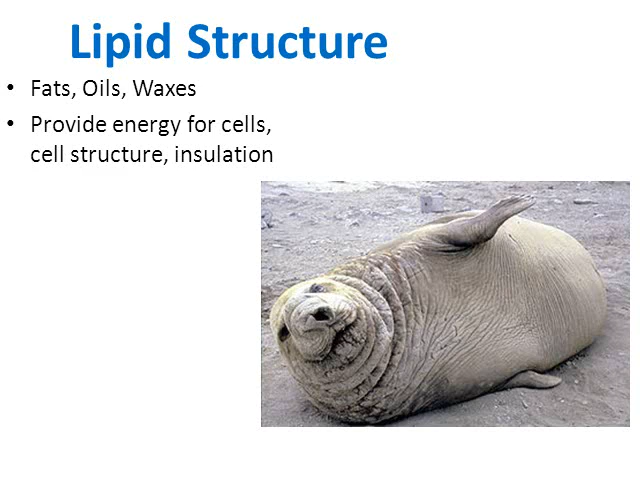 Lipid Structure
• Fats, Oils, Waxes
• Provide energy for cells,
cell structure, insulation